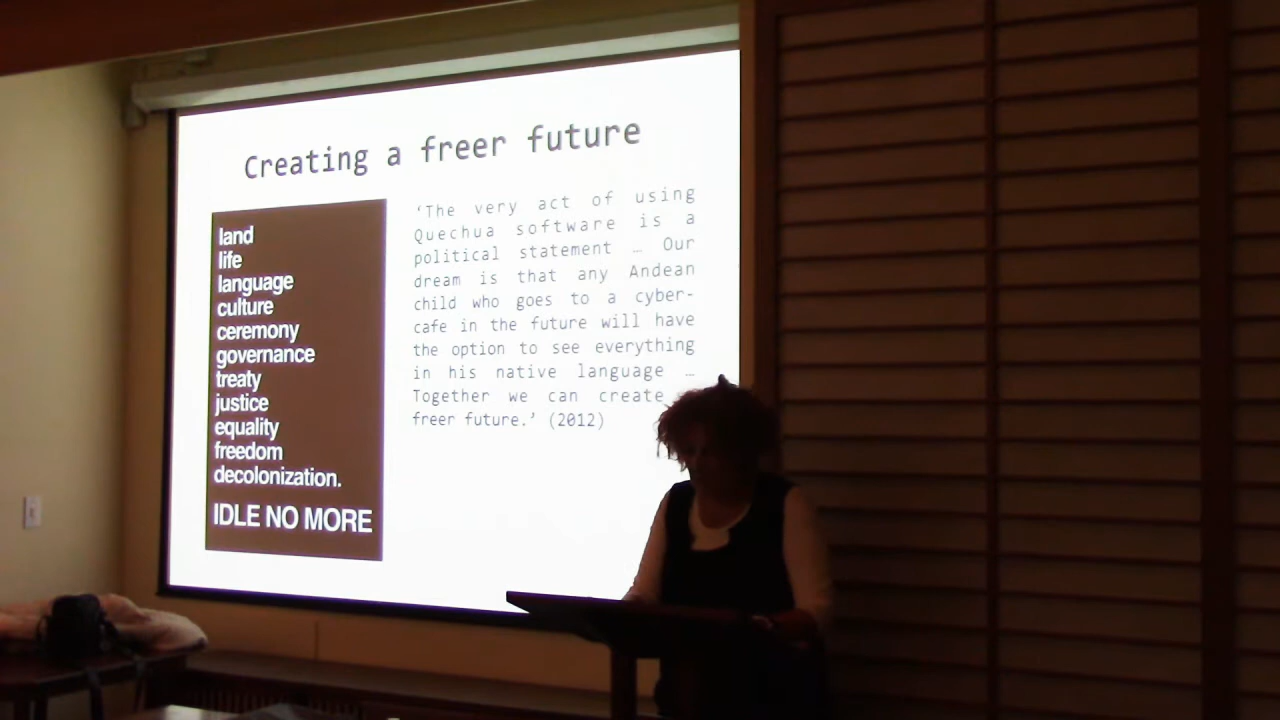 Creating a freer future
land
life
language
culture
ceremony
governance
treaty
justice
equality
freedom
decolonization.
IDLE NO MORE
‘The very act of using
Quechua software is a
political statement … Our
dream is that any Andean
child who goes to a cyber-
cafe in the future will have
the option to see everything
in his native language …
Together we can create
freer future.’ (2012)